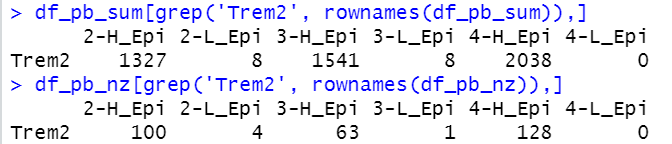 > df_pb_sum[grep('Trem2', rownames(df_pb_sum)),]
2-H_Epi 2-L_Epi 3-H_Epi 3-L_Epi 4-H_Epi 4-L_Epi
Trem2 1327 8 1541 8 2038 0
> df_pb_nz[grep('Trem2', rownames(df_pb_nz)),]
2-H_Epi 2-L_Epi 3-H_Epi 3-L_Epi 4-H_Epi 4-L_Epi
Trem2 100 4 63 1 128 0